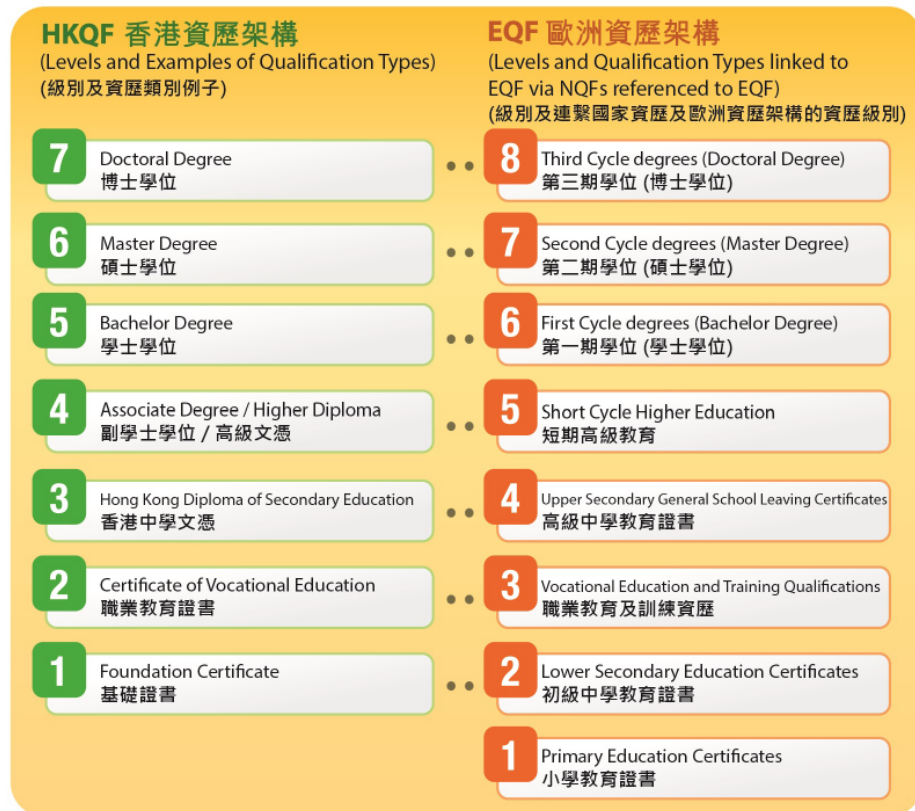 HKQF 香港資歷架構
(Levels and Examples of Qualification Types)
(級別及資歷類別例子)
EQF 歐洲資歷架構
(Levels and Qualification Types linked to
EQF via NQFs referenced to EQF)
(級別及連繫國家資歷及歐洲資歷架構的資歷級別)
7
Doctoral Degree
博士學位
8
Third Cycle degrees (Doctoral Degree)
第三期學位 (博士學位)
6
Master Degree
碩士學位
7
Second Cycle degrees (Master Degree)
第二期學位 (碩士學位)
5
Bachelor Degree
學士學位
6
First Cycle degrees (Bachelor Degree)
第一期學位 (學士學位)
4
Associate Degree / Higher Diploma
副學士學位 / 高級文憑
5
Short Cycle Higher Education
短期高級教育
3
Hong Kong Diploma of Secondary Education
香港中學文憑
4
Upper Secondary General School Leaving Certificates
高級中學教育證書
2
Certificate of Vocational Education
職業教育證書
3
Vocational Education and Training Qualifications
職業教育及訓練資歷
1
Foundation Certificate
基礎證書
2
Lower Secondary Education Certificates
初級中學教育證書
1
Primary Education Certificates
小學教育證書